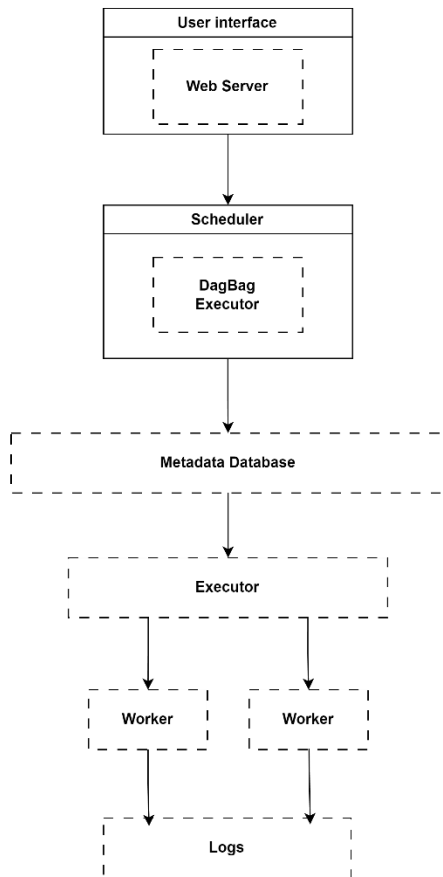 User interface
Web Server
Scheduler
DagBag
Executor
Metadata Database
Executor
Worker
Worker
Logs